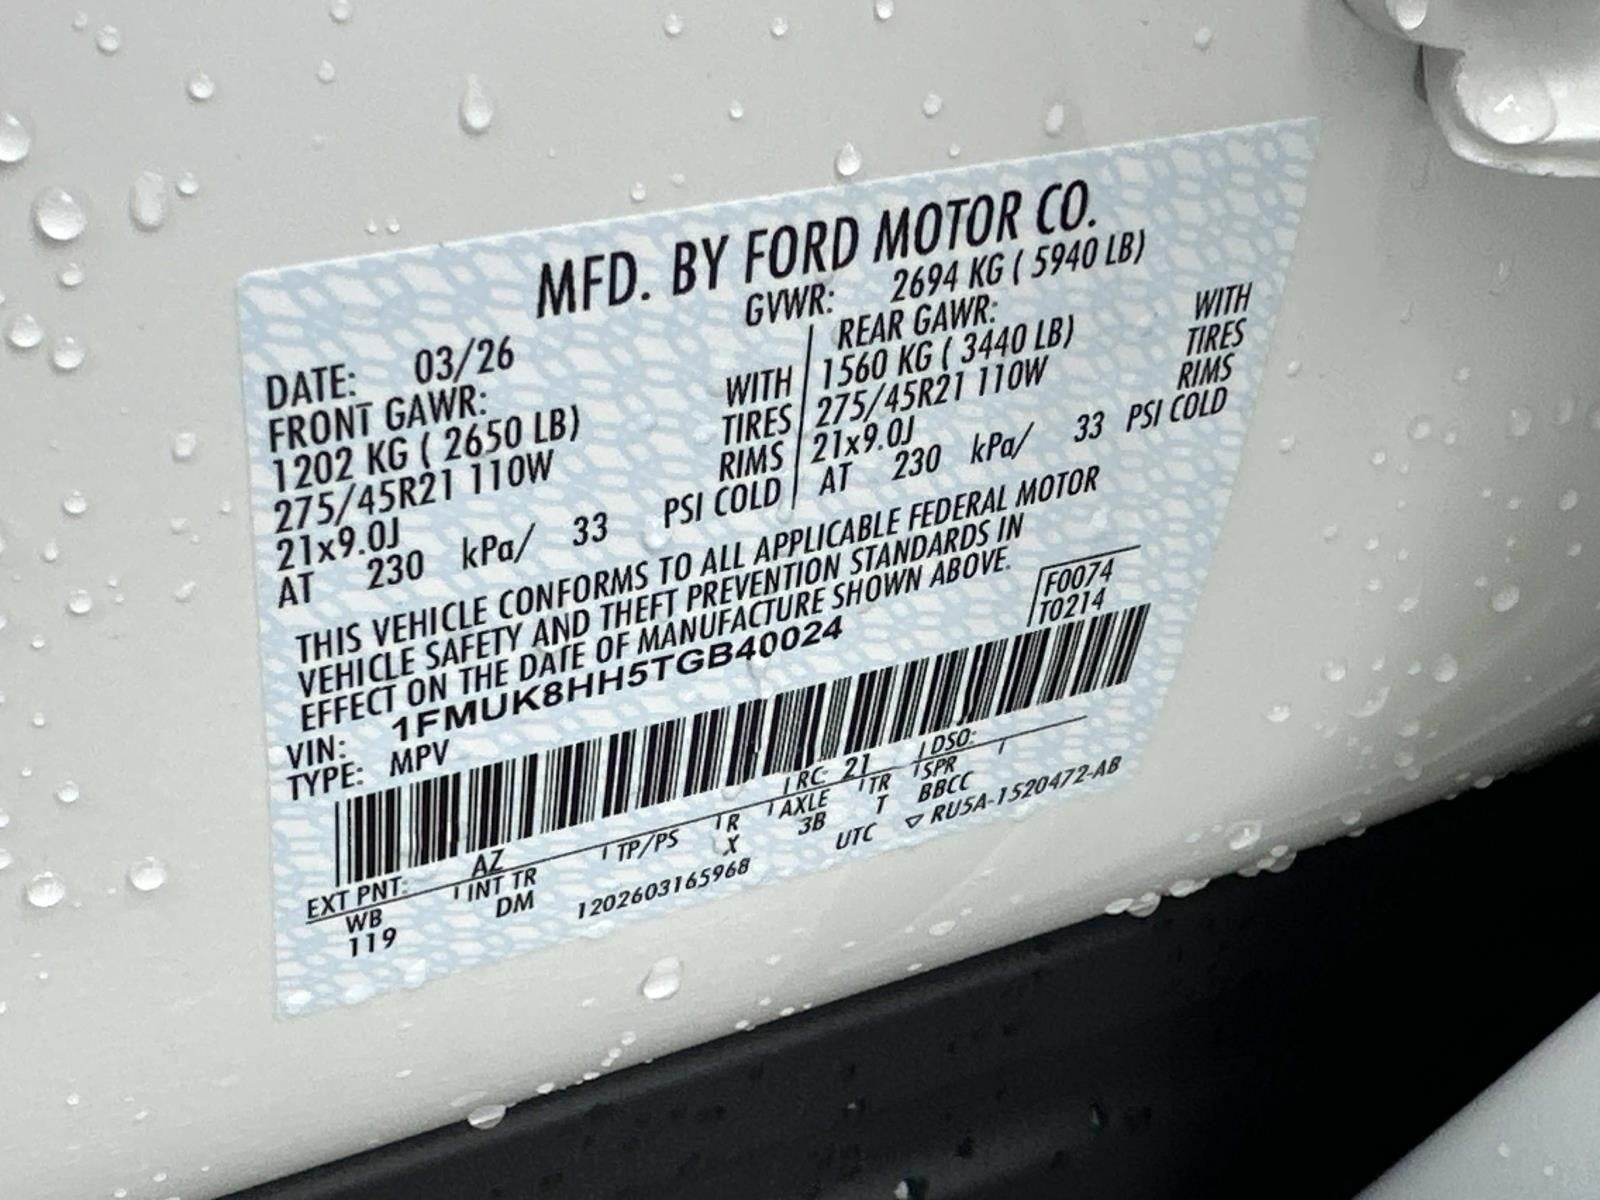 MFD. BY FORD MOTOR CO.
DATE: 03/26 GVWR: 2694 KG ( 5940 LB)
FRONT GAWR: REAR GAWR:
1202 KG ( 2650 LB) WITH 1560 KG ( 3440 LB) WITH
275/45R21 110W TIRES 275/45R21 110W TIRES
21x9.0J RIMS 21x9.0J RIMS
AT 230 kPa/ 33 PSI COLD AT 230 kPa/ 33 PSI COLD
THIS VEHICLE CONFORMS TO ALL APPLICABLE FEDERAL MOTOR
VEHICLE SAFETY AND THEFT PREVENTION STANDARDS IN
EFFECT ON THE DATE OF MANUFACTURE SHOWN ABOVE.
VIN: 1FMUK8HH5TGB40024 F0074
TYPE: MPV T0214
EXT PNT: AZ RC: 21 DSO:
WB INT TR TP/PS R AXLE TR SPR
119 DM X 3B T BBCC
1202603165968 UTC ▽ RU5A-1520472-AB